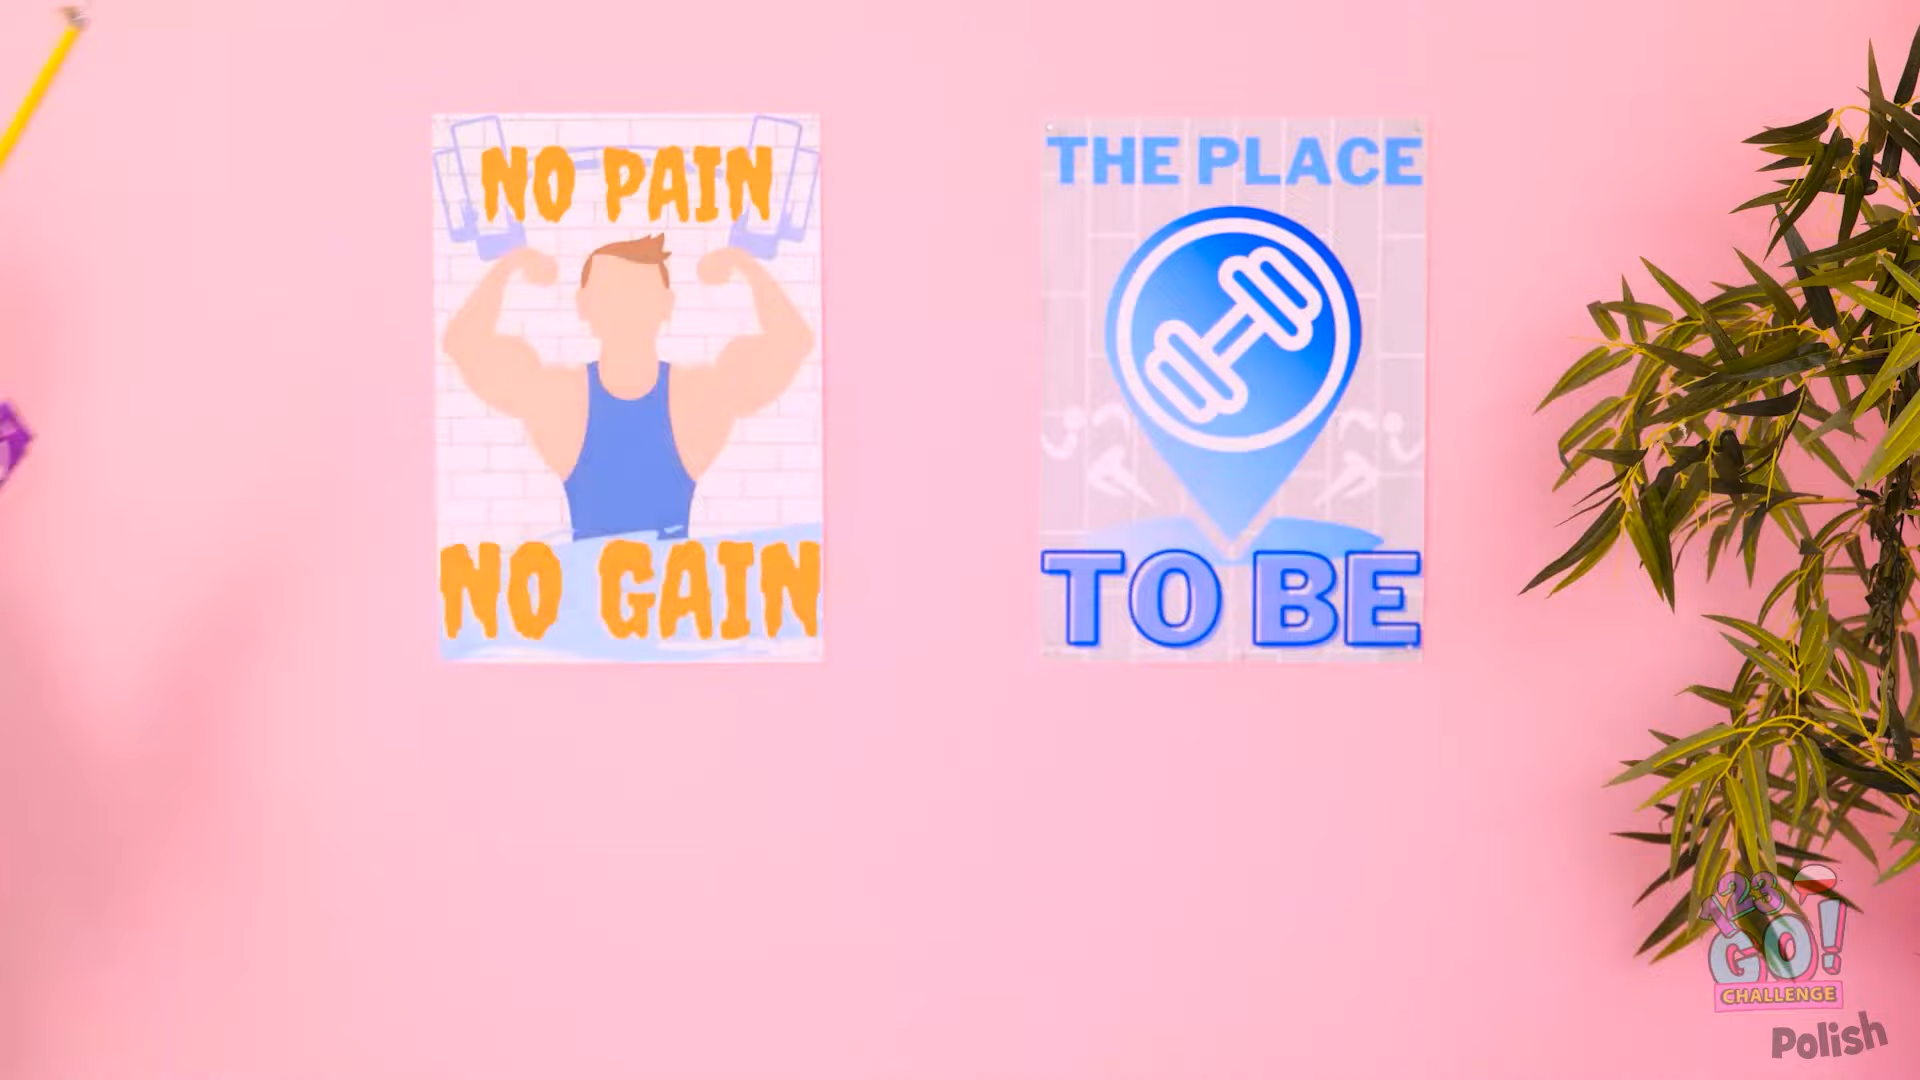 NO PAIN
NO GAIN
THE PLACE
TO BE
123
GO!
CHALLENGE
Polish